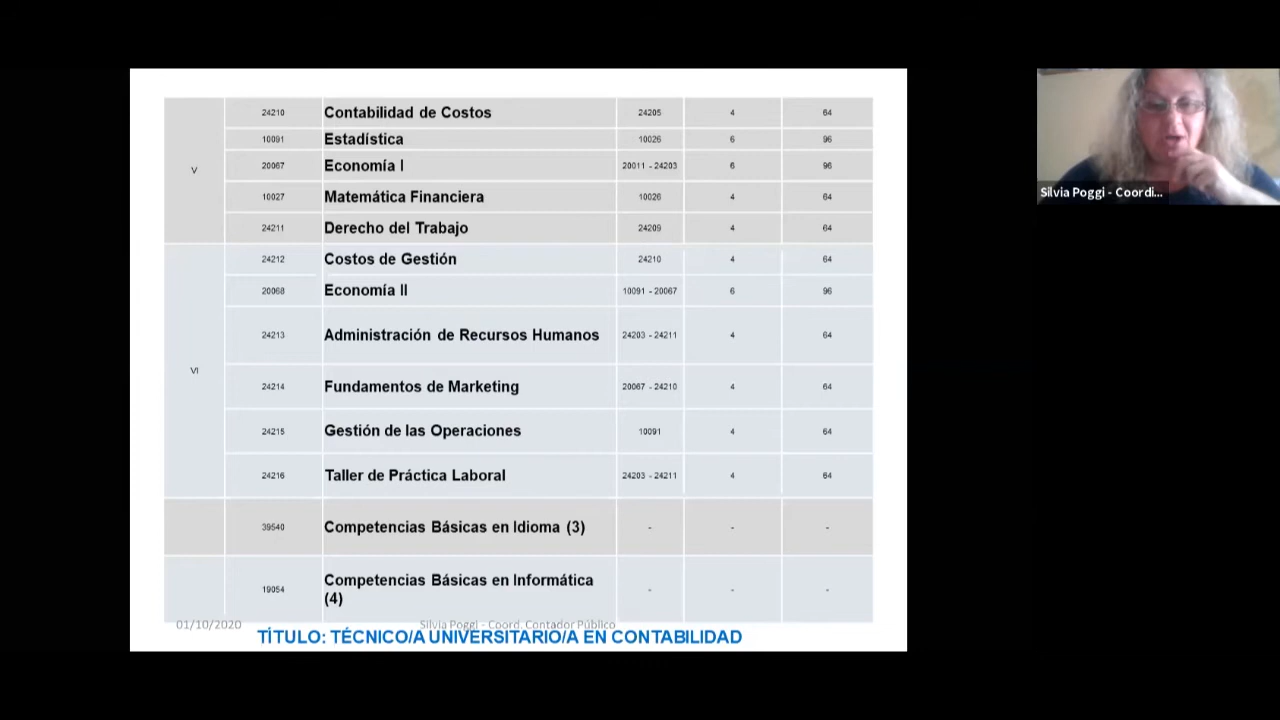 24210 Contabilidad de Costos 24205 4 64
10091 Estadística 10026 6 96
V 20067 Economía I 20011 - 24203 6 96
10027 Matemática Financiera 10026 4 64
24211 Derecho del Trabajo 24209 4 64
24212 Costos de Gestión 24210 4 64
20068 Economía II 10091 - 20067 6 96
24213 Administración de Recursos Humanos 24203 - 24211 4 64
VI 24214 Fundamentos de Marketing 20067 - 24210 4 64
24215 Gestión de las Operaciones 10091 4 64
24216 Taller de Práctica Laboral 24203 - 24211 4 64
39540 Competencias Básicas en Idioma (3) - - -
19054 Competencias Básicas en Informática (4) - - -
01/10/2020 Silvia Poggi - Coord. Contador Público
TÍTULO: TÉCNICO/A UNIVERSITARIO/A EN CONTABILIDAD
Silvia Poggi - Coordi...